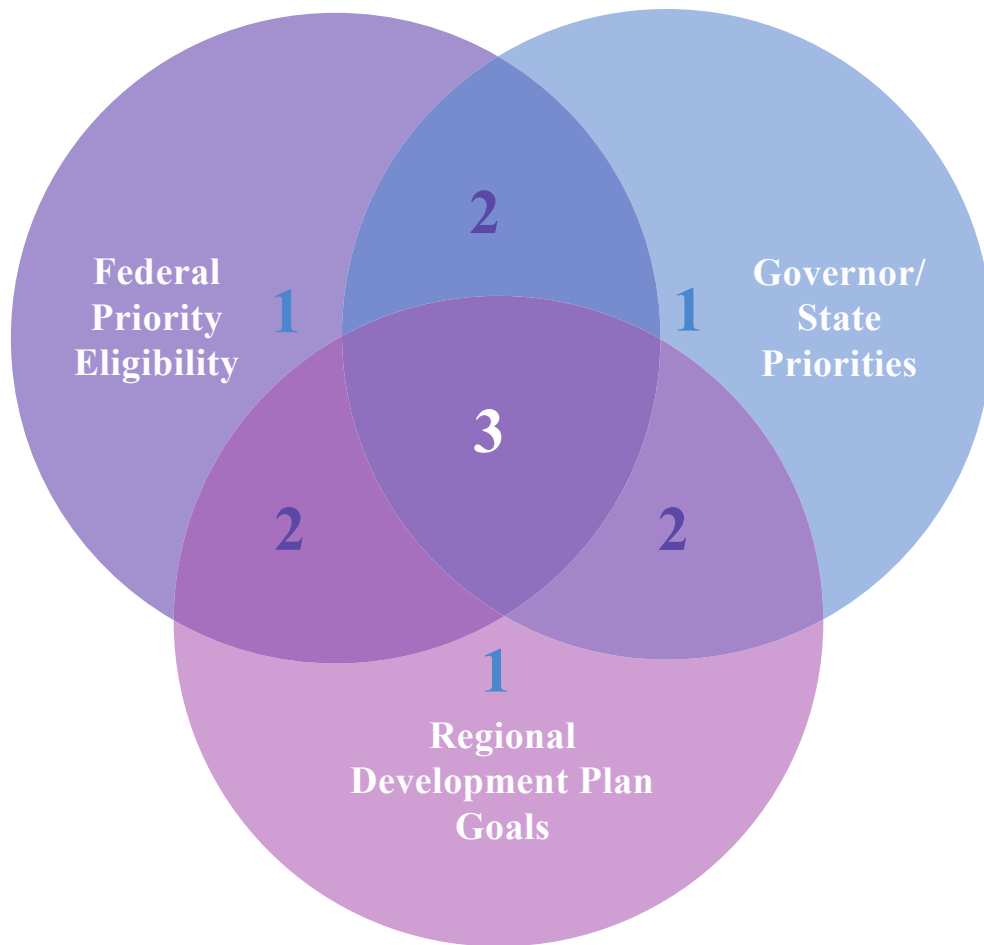 2
Federal
Priority
Eligibility
1
1
Governor/
State
Priorities
3
2
2
1
Regional
Development Plan
Goals